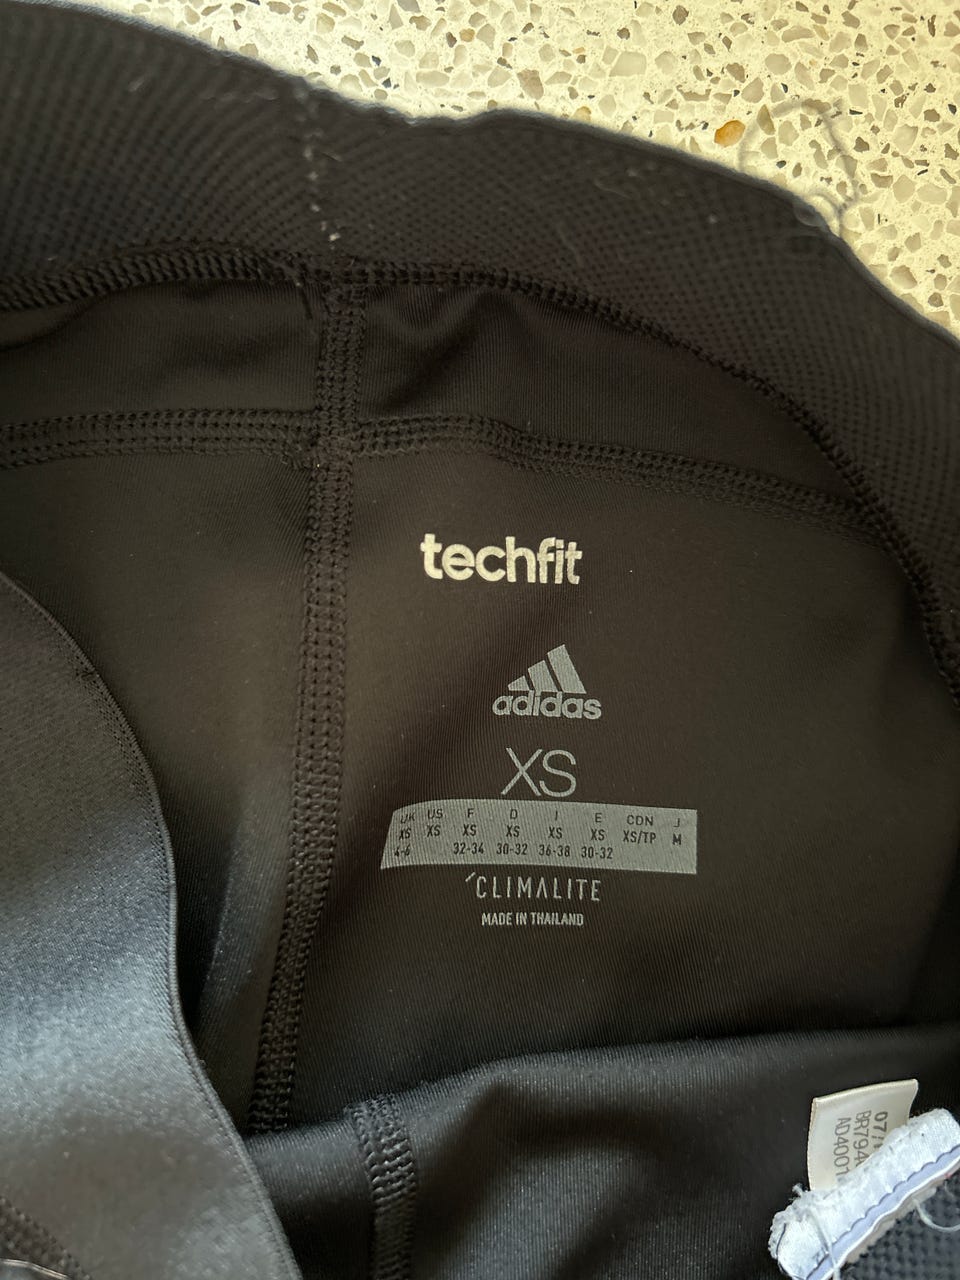 techfit
adidas
XS
UK US F D I E CDN J
XS XS XS XS XS XS XS/TP M
4-6 32-34 30-32 36-38 30-32
CLIMALITE
MADE IN THAILAND